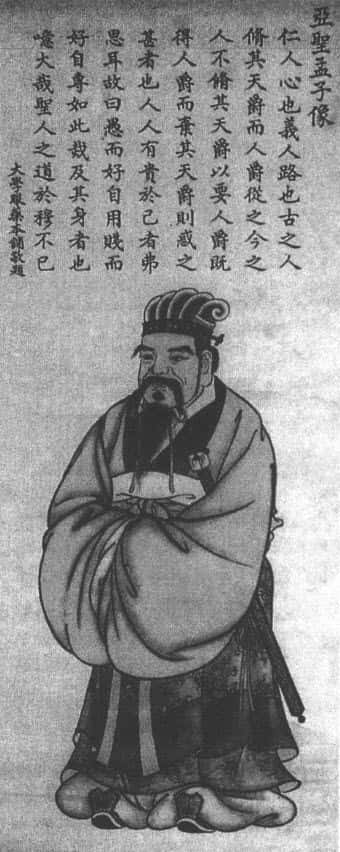 亞聖孟子像
仁人心也義人路也古之人
脩其天爵而人爵從之今之
人不脩其天爵以要人爵既
得人爵而棄其天爵則惑之
甚者也人人有貴於己者弗
思耳故曰愚而好自用賤而
好自專如此哉及其身者也
噫大哉聖人之道於穆不已
大學
敬題